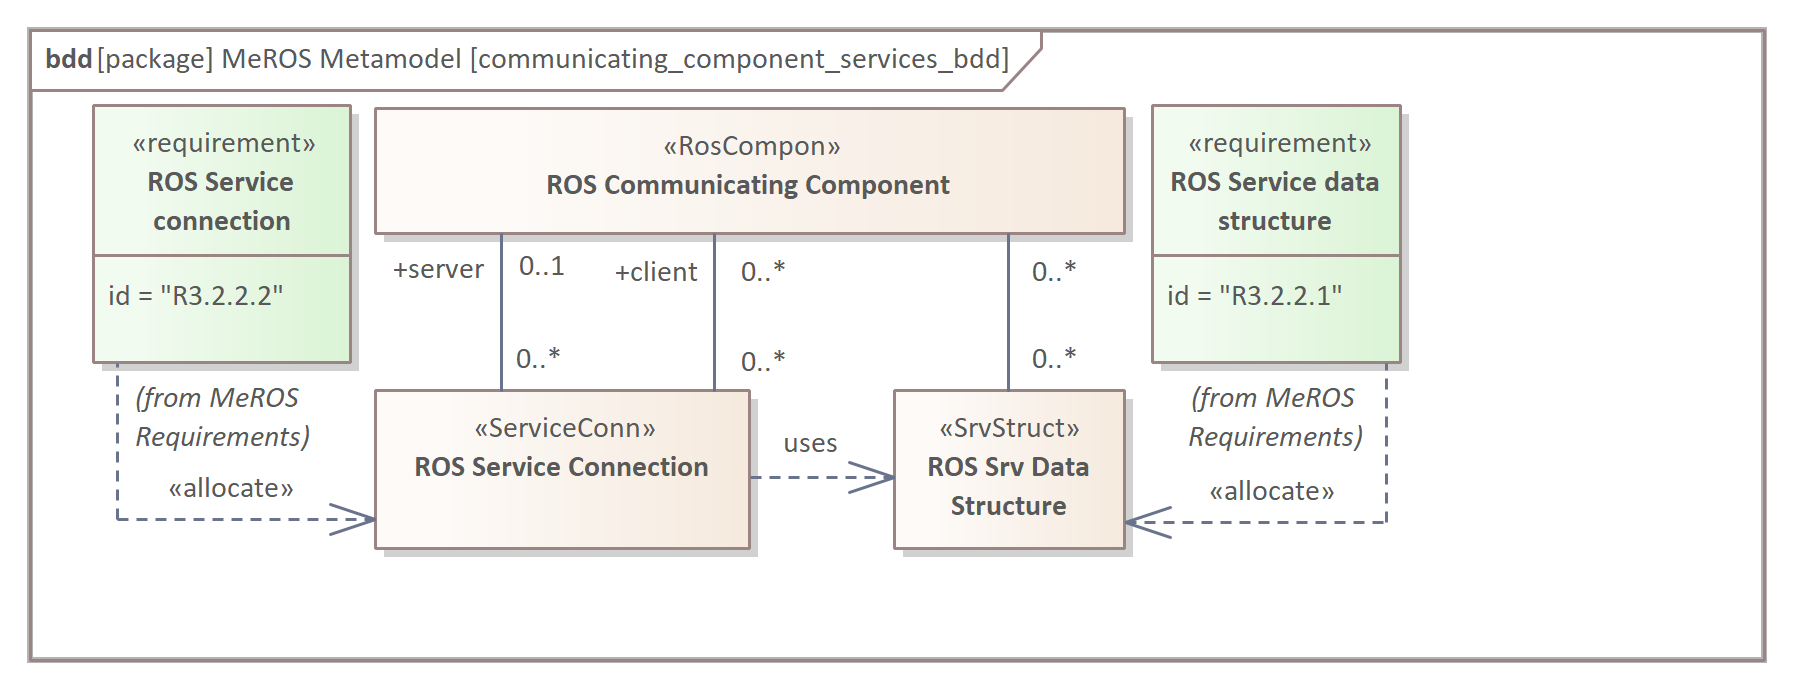 bdd [package] MeROS Metamodel [communicating_component_services_bdd]
«requirement»
ROS Service
connection
id = "R3.2.2.2"
(from MeROS
Requirements)
«allocate»
«RosCompon»
ROS Communicating Component
+server
0..1
+client
0..*
0..*
0..*
0..*
0..*
«ServiceConn»
ROS Service Connection
uses
«SrvStruct»
ROS Srv Data
Structure
«requirement»
ROS Service data
structure
id = "R3.2.2.1"
(from MeROS
Requirements)
«allocate»